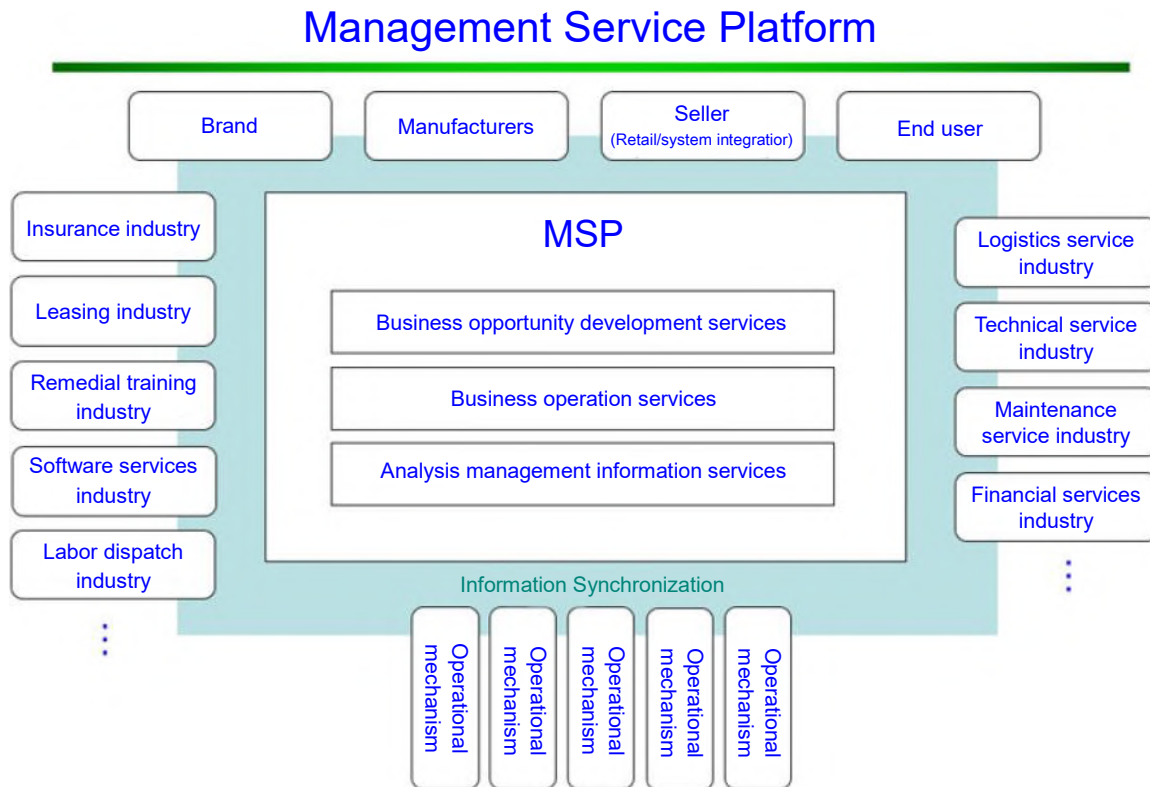 Management Service Platform
Brand
Manufacturers
Seller
(Retail/system integratior)
End user
Insurance industry
Leasing industry
Remedial training
industry
Software services
industry
Labor dispatch
industry
MSP
Business opportunity development services
Business operation services
Analysis management information services
Information Synchronization
Logistics service
industry
Technical service
industry
Maintenance
service industry
Financial services
industry
Operational
mechanism
Operational
mechanism
Operational
mechanism
Operational
mechanism
Operational
mechanism